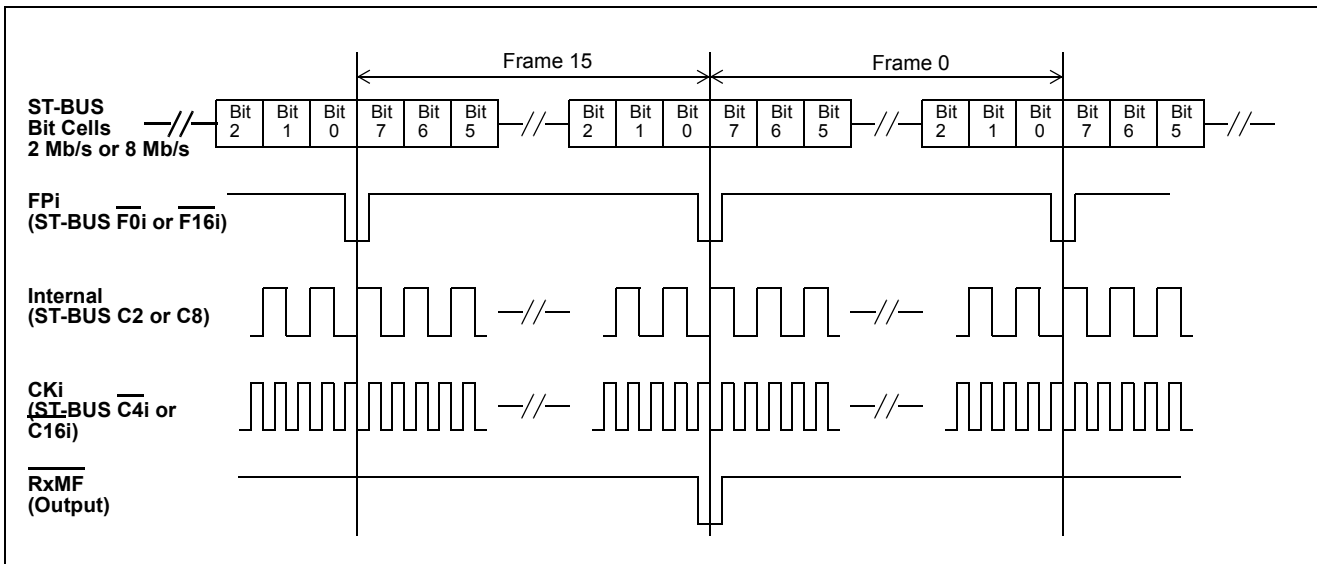 Frame 15
Frame 0
ST-BUS
Bit Cells
2 Mb/s or 8 Mb/s
Bit 2
Bit 1
Bit 0
Bit 7
Bit 6
Bit 5
Bit 2
Bit 1
Bit 0
Bit 7
Bit 6
Bit 5
Bit 2
Bit 1
Bit 0
Bit 7
Bit 6
Bit 5
FPi
(ST-BUS F0i or F16i)
Internal
(ST-BUS C2 or C8)
CKi
(ST-BUS C4i or
C16i)
RxMF
(Output)